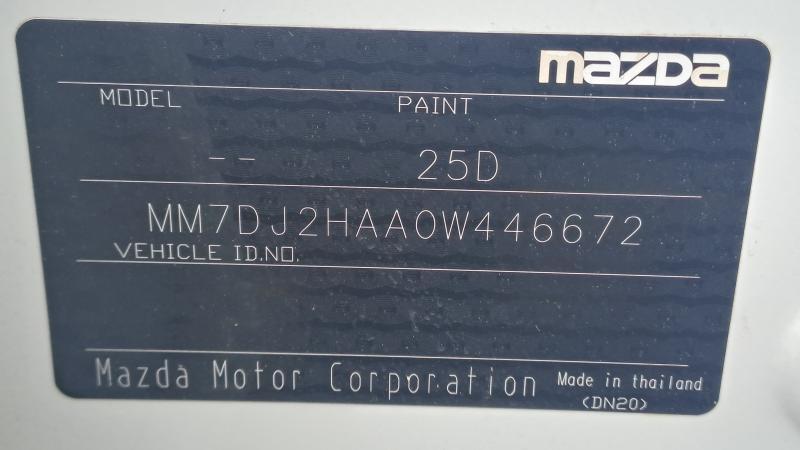 mazda
MODEL PAINT
-- 25D
MM7DJ2HAA0W446672
VEHICLE ID.NO.
Mazda Motor Corporation Made in thailand
(DN20)